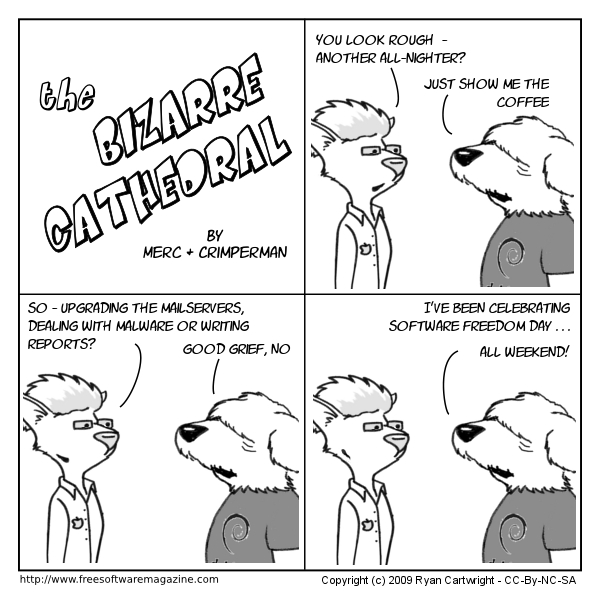 the
BIZARRE
CATHEDRAL
BY
MERC + CRIMPERMAN
YOU LOOK ROUGH -
ANOTHER ALL-NIGHTER?
JUST SHOW ME THE
COFFEE
SO - UPGRADING THE MAILSERVERS,
DEALING WITH MALWARE OR WRITING
REPORTS?
GOOD GRIEF, NO
I'VE BEEN CELEBRATING
SOFTWARE FREEDOM DAY ...
ALL WEEKEND!
http://www.freesoftwaremagazine.com
Copyright (c) 2009 Ryan Cartwright - CC-By-NC-SA